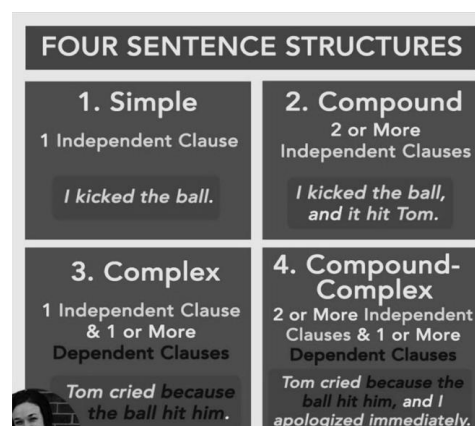 FOUR SENTENCE STRUCTURES
1. Simple
1 Independent Clause
I kicked the ball.
2. Compound
2 or More
Independent Clauses
I kicked the ball,
and it hit Tom.
3. Complex
1 Independent Clause
& 1 or More
Dependent Clauses
Tom cried because
the ball hit him.
4. Compound-
Complex
2 or More Independent
Clauses & 1 or More
Dependent Clauses
Tom cried because the
ball hit him, and I
apologized immediately.